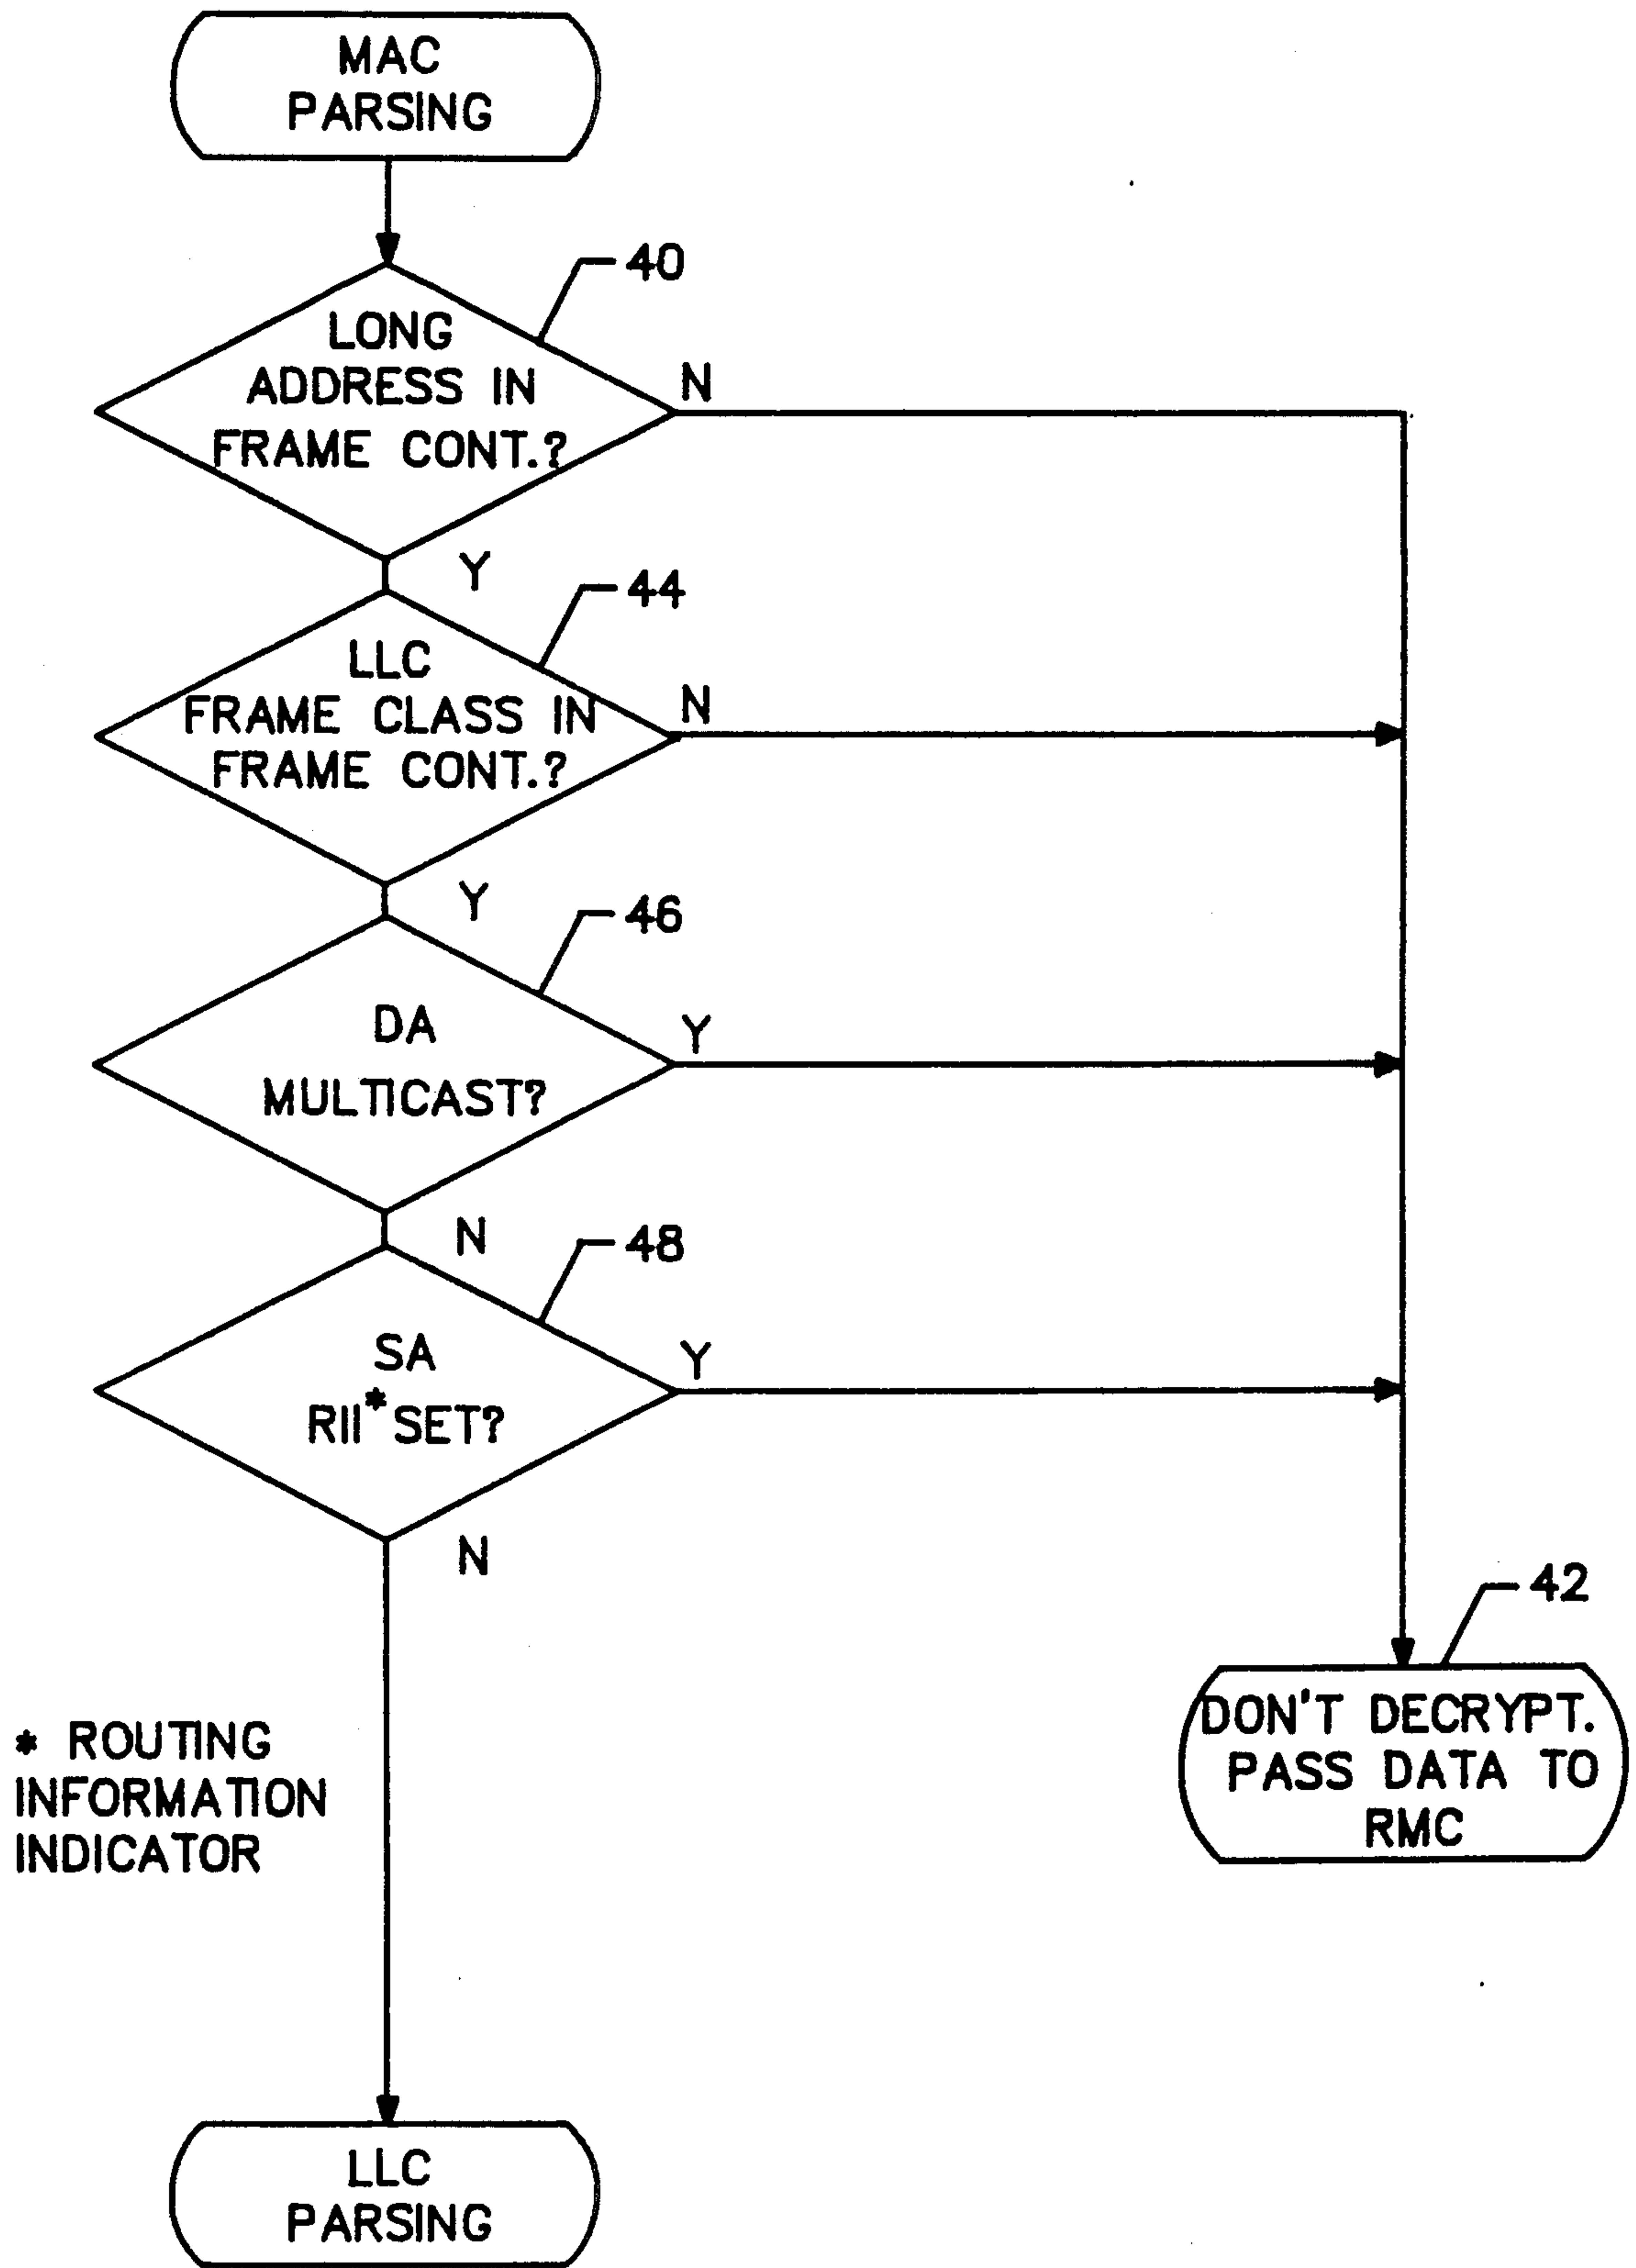 MAC
PARSING
40
LONG
ADDRESS IN
FRAME CONT.?
N
Y
44
LLC
FRAME CLASS IN
FRAME CONT.?
N
Y
46
DA
MULTICAST?
Y
N
48
SA
RII* SET?
Y
N
42
DON'T DECRYPT.
PASS DATA TO
RMC
* ROUTING
INFORMATION
INDICATOR
LLC
PARSING